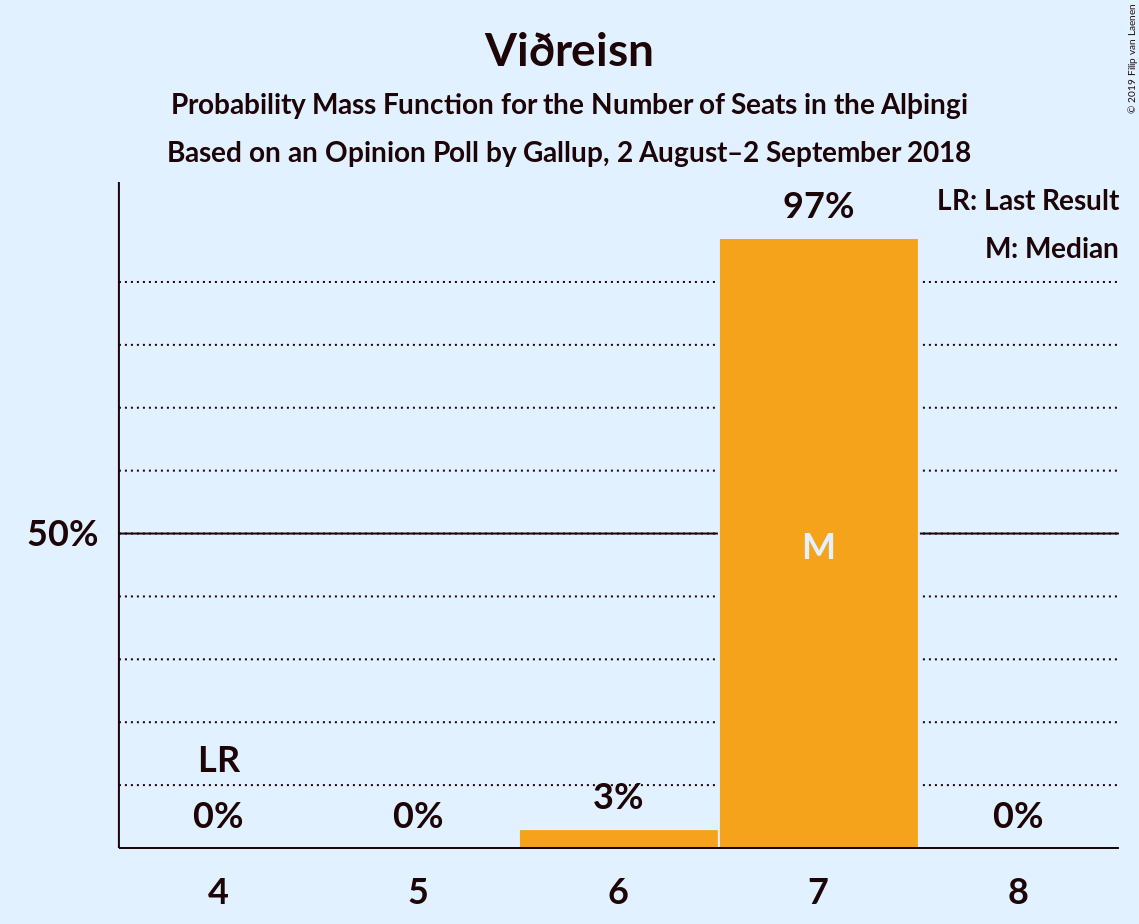 Viðreisn
Probability Mass Function for the Number of Seats in the Alþingi
Based on an Opinion Poll by Gallup, 2 August–2 September 2018
© 2019 Filip van Laenen
LR: Last Result
M: Median
97%
50%
M
LR
0%
0%
3%
0%
4
5
6
7
8